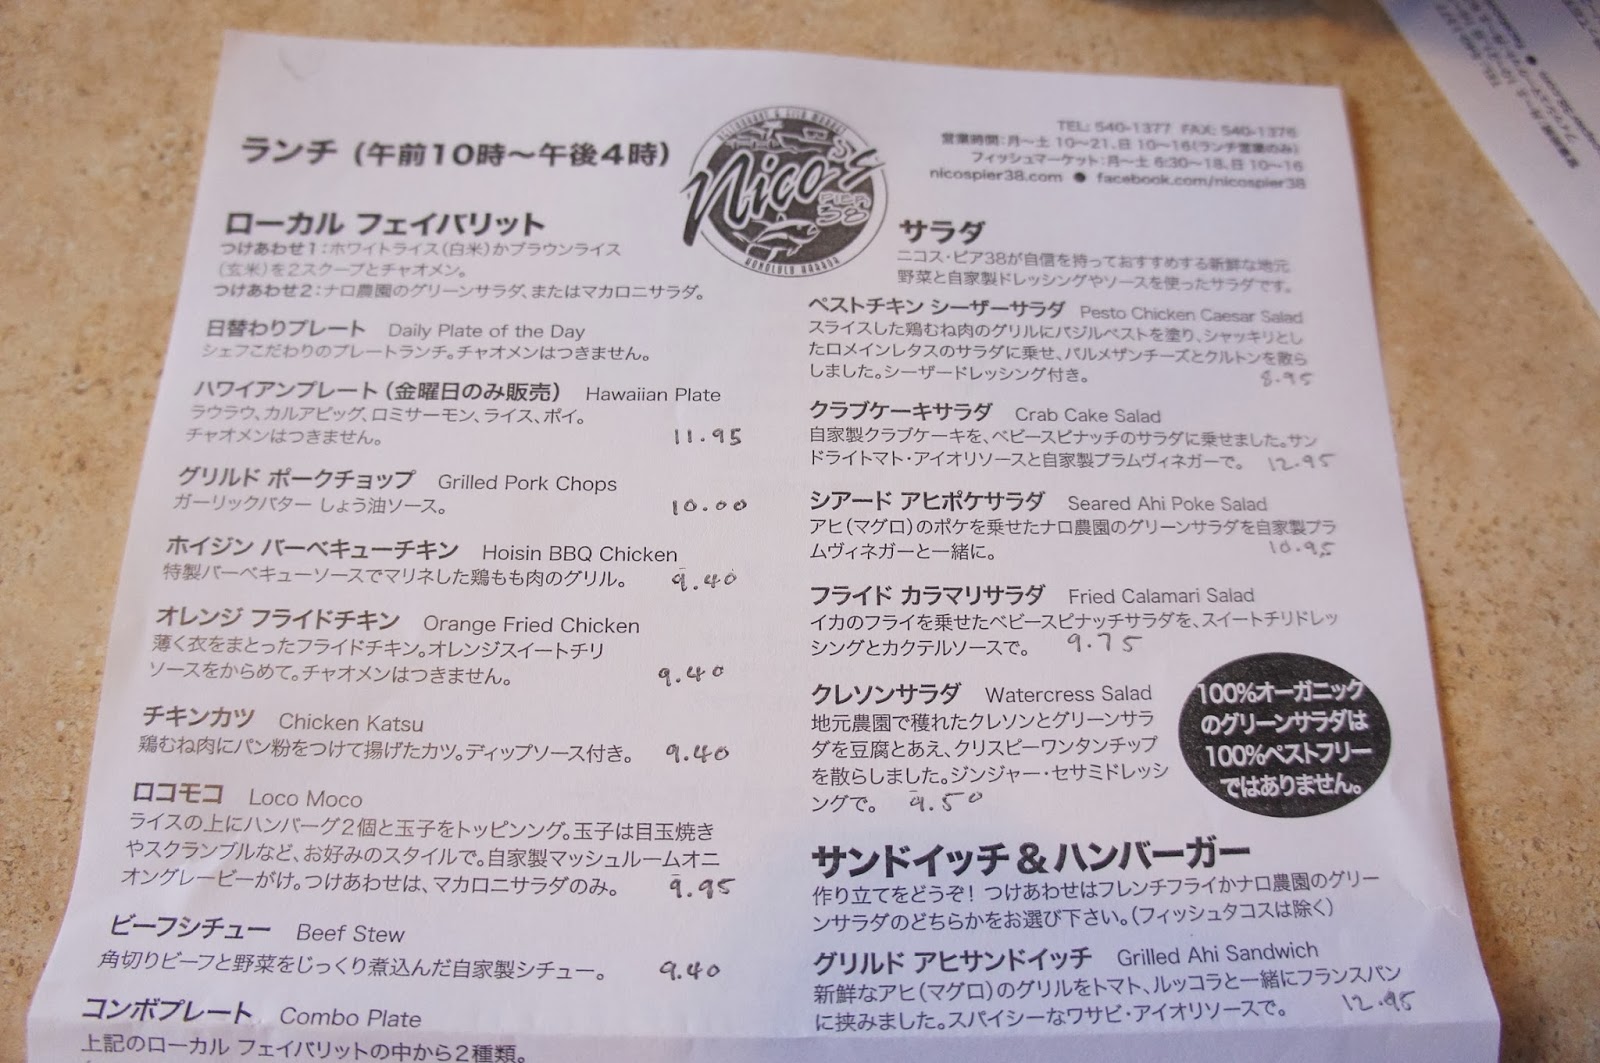 ランチ (午前10時～午後4時)
RESTAURANT & FISH MARKET
Nico's
PIER
38
HONOLULU HARBOR
TEL: 540-1377 FAX: 540-1376
営業時間:月～土 10～21、日 10～16(ランチ営業のみ)
フィッシュマーケット:月～土 6:30～18、日 10～16
nicospier38.com ● facebook.com/nicospier38
ローカル フェイバリット
つけあわせ1:ホワイトライス(白米)かブラウンライス
(玄米)を2スクープとチャオメン。
つけあわせ2:ナロ農園のグリーンサラダ、またはマカロニサラダ。
日替わりプレート Daily Plate of the Day
シェフこだわりのプレートランチ。チャオメンはつきません。
ハワイアンプレート(金曜日のみ販売) Hawaiian Plate
ラウラウ、カルアピッグ、ロミサーモン、ライス、ポイ。
チャオメンはつきません。 11.95
グリルド ポークチョップ Grilled Pork Chops
ガーリックバター しょう油ソース。 10.00
ホイジン バーベキューチキン Hoisin BBQ Chicken
特製バーベキューソースでマリネした鶏もも肉のグリル。 9.40
オレンジ フライドチキン Orange Fried Chicken
薄く衣をまとったフライドチキン。オレンジスイートチリ
ソースをからめて。チャオメンはつきません。 9.40
チキンカツ Chicken Katsu
鶏むね肉にパン粉をつけて揚げたカツ。ディップソース付き。 9.40
ロコモコ Loco Moco
ライスの上にハンバーグ2個と玉子をトッピンング。玉子は目玉焼き
やスクランブルなど、お好みのスタイルで。自家製マッシュルームオニ
オングレービーがけ。つけあわせは、マカロニサラダのみ。 9.95
ビーフシチュー Beef Stew
角切りビーフと野菜をじっくり煮込んだ自家製シチュー。 9.40
コンボプレート Combo Plate
上記のローカル フェイバリットの中から2種類。
サラダ
ニコス・ピア38が自信を持っておすすめする新鮮な地元
野菜と自家製ドレッシングやソースを使ったサラダです。
ペストチキン シーザーサラダ Pesto Chicken Caesar Salad
スライスした鶏むね肉のグリルにバジルペストを塗り、シャッキリとし
たロメインレタスのサラダに乗せ、パルメザンチーズとクルトンを散ら
しました。シーザードレッシング付き。 8.95
クラブケーキサラダ Crab Cake Salad
自家製クラブケーキを、ベビースピナッチのサラダに乗せました。サン
ドライトマト・アイオリソースと自家製プラムヴィネガーで。 12.95
シアード アヒポケサラダ Seared Ahi Poke Salad
アヒ(マグロ)のポケを乗せたナロ農園のグリーンサラダを自家製プラ
ムヴィネガーと一緒に。 10.95
フライド カラマリサラダ Fried Calamari Salad
イカのフライを乗せたベビースピナッチサラダを、スイートチリドレッ
シングとカクテルソースで。 9.75
クレソンサラダ Watercress Salad
地元農園で穫れたクレソンとグリーンサラ
ダを豆腐とあえ、クリスピーワンタンチップ
を散らしました。ジンジャー・セサミドレッシ
ングで。 9.50
100%オーガニック
のグリーンサラダは
100%ペストフリー
ではありません。
サンドイッチ&ハンバーガー
作り立てをどうぞ! つけあわせはフレンチフライかナロ農園のグリー
ンサラダのどちらかをお選び下さい。(フィッシュタコスは除く)
グリルド アヒサンドイッチ Grilled Ahi Sandwich
新鮮なアヒ(マグロ)のグリルをトマト、ルッコラと一緒にフランスパン
に挟みました。スパイシーなワサビ・アイオリソースで。 12.95